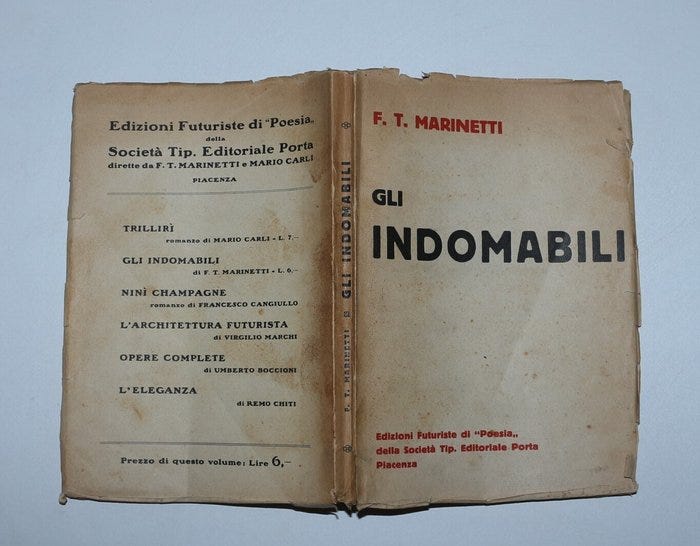 Edizioni Futuriste di "Poesia„
della
Società Tip. Editoriale Porta
dirette da F. T. MARINETTI e MARIO CARLI
PIACENZA
TRILLIRÌ
romanzo di MARIO CARLI - L. 7,—
GLI INDOMABILI
di F. T. MARINETTI - L. 6,—
NINÌ CHAMPAGNE
romanzo di FRANCESCO CANGIULLO
L'ARCHITETTURA FUTURISTA
di VIRGILIO MARCHI
OPERE COMPLETE
di UMBERTO BOCCIONI
L'ELEGANZA
di REMO CHITI
Prezzo di questo volume: Lire 6,—
F. T. MARINETTI GLI INDOMABILI
F. T. MARINETTI
GLI
INDOMABILI
Edizioni Futuriste di "Poesia„
della Società Tip. Editoriale Porta
Piacenza